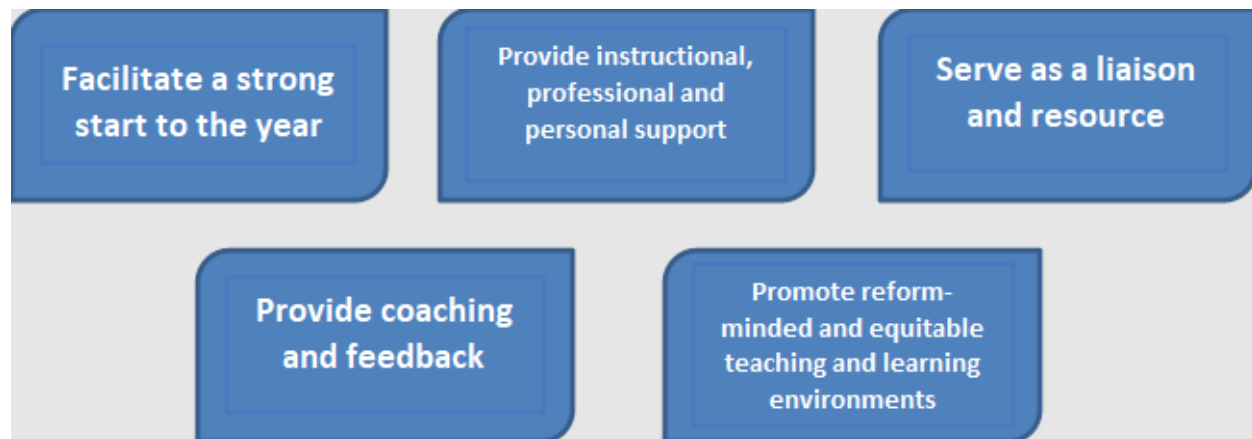 Facilitate a strong
start to the year
Provide instructional,
professional and
personal support
Serve as a liaison
and resource
Provide coaching
and feedback
Promote reform-
minded and equitable
teaching and learning
environments